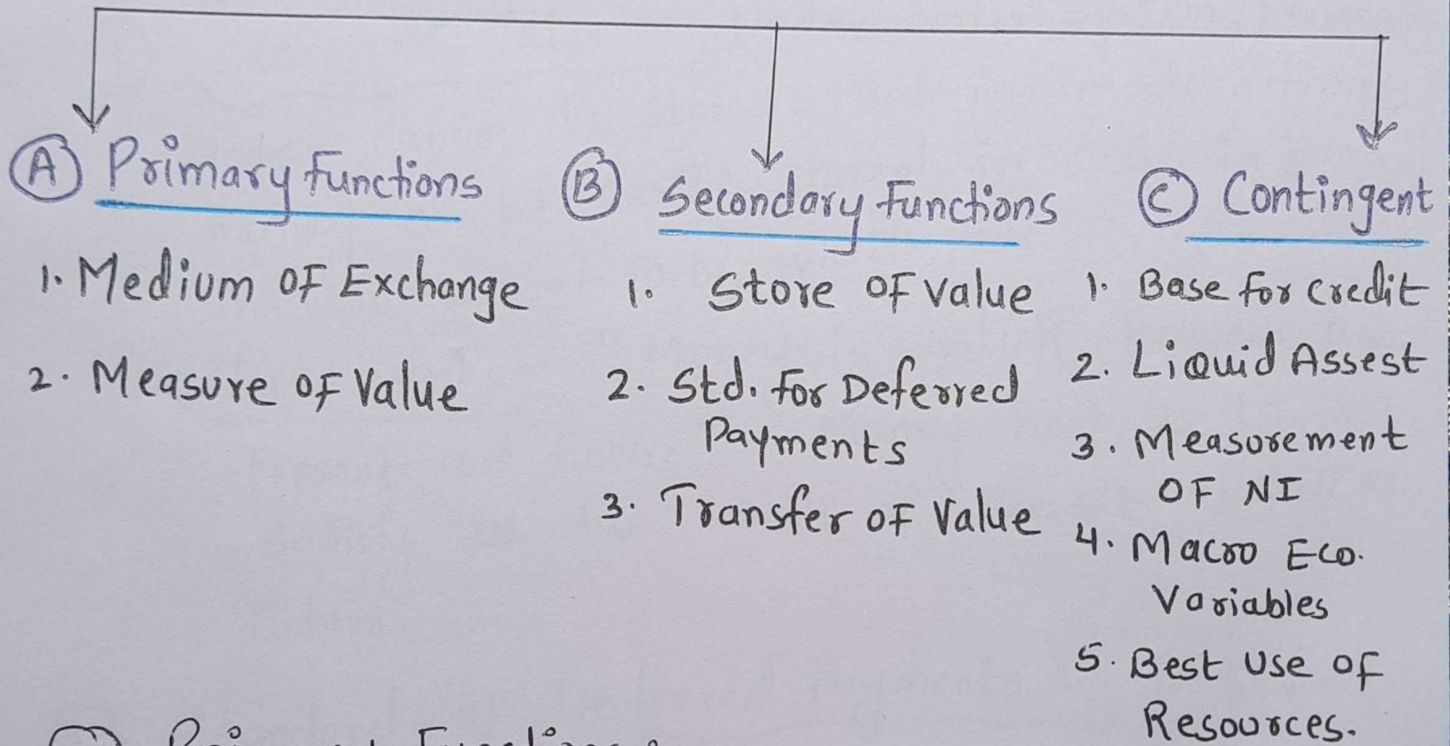 Ⓐ Primary Functions
1. Medium OF Exchange
2. Measure OF Value
Ⓑ Secondary Functions
1. Store OF Value
2. Std. For Deferred
Payments
3. Transfer OF Value
Ⓒ Contingent
1. Base for Credit
2. Liquid Assest
3. Measurement
OF NI
4. Macro Eco.
Variables
5. Best Use of
Resources.
Primary Functions